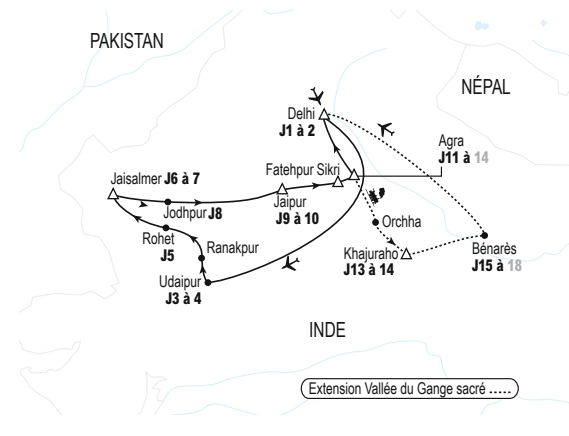 PAKISTAN
NÉPAL
Delhi
J1 à 2
Agra
J11 à 14
Fatehpur Sikri
Jaisalmer J6 à 7
Jodhpur J8
Jaipur
J9 à 10
Orchha
Rohet
J5
Ranakpur
Khajuraho
J13 à 14
Bénarès
J15 à 18
Udaipur
J3 à 4
INDE
Extension Vallée du Gange sacré .....